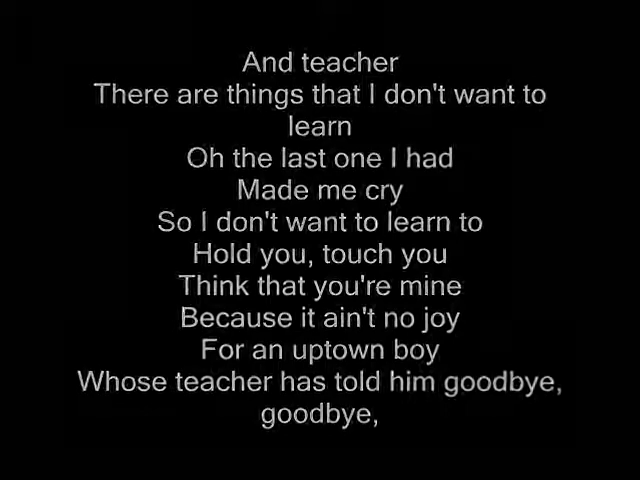 And teacher
There are things that I don't want to
learn
Oh the last one I had
Made me cry
So I don't want to learn to
Hold you, touch you
Think that you're mine
Because it ain't no joy
For an uptown boy
Whose teacher has told him goodbye,
goodbye,